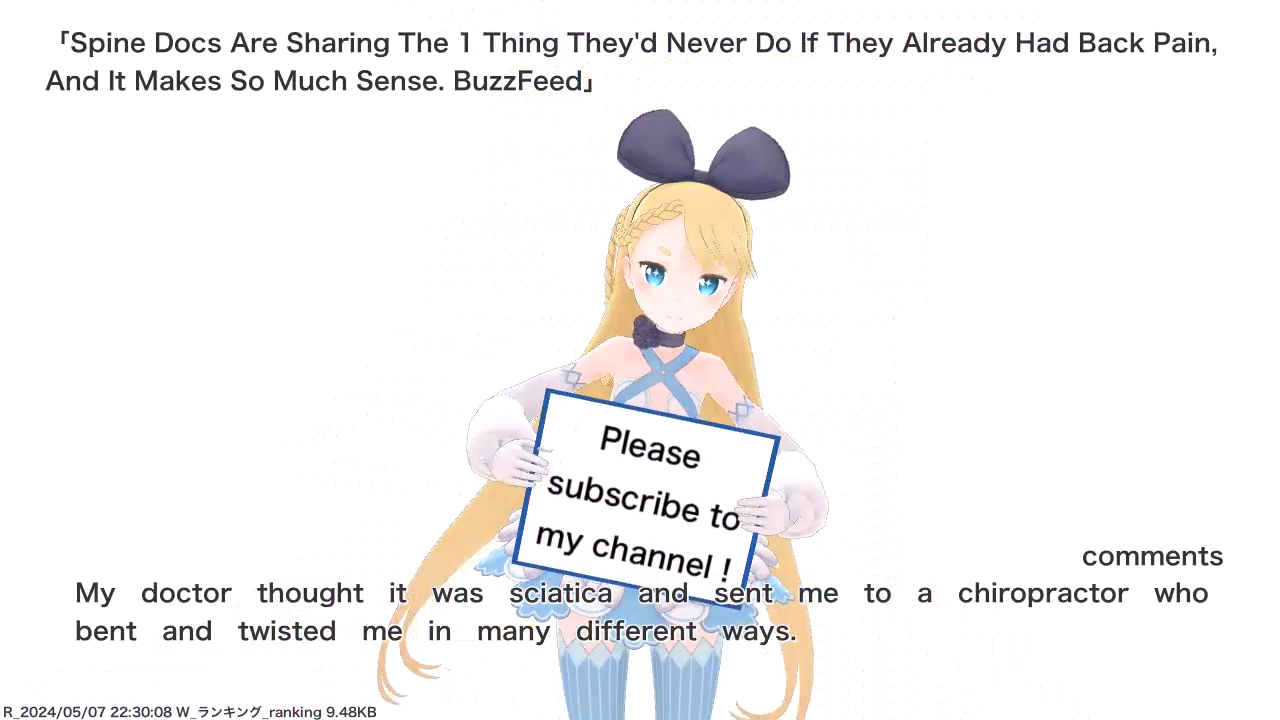 「Spine Docs Are Sharing The 1 Thing They'd Never Do If They Already Had Back Pain,
And It Makes So Much Sense. BuzzFeed」
Please
subscribe to
my channel !
comments
My doctor thought it was sciatica and sent me to a chiropractor who
bent and twisted me in many different ways.
R_2024/05/07 22:30:08 W_ランキング_ranking 9.48KB